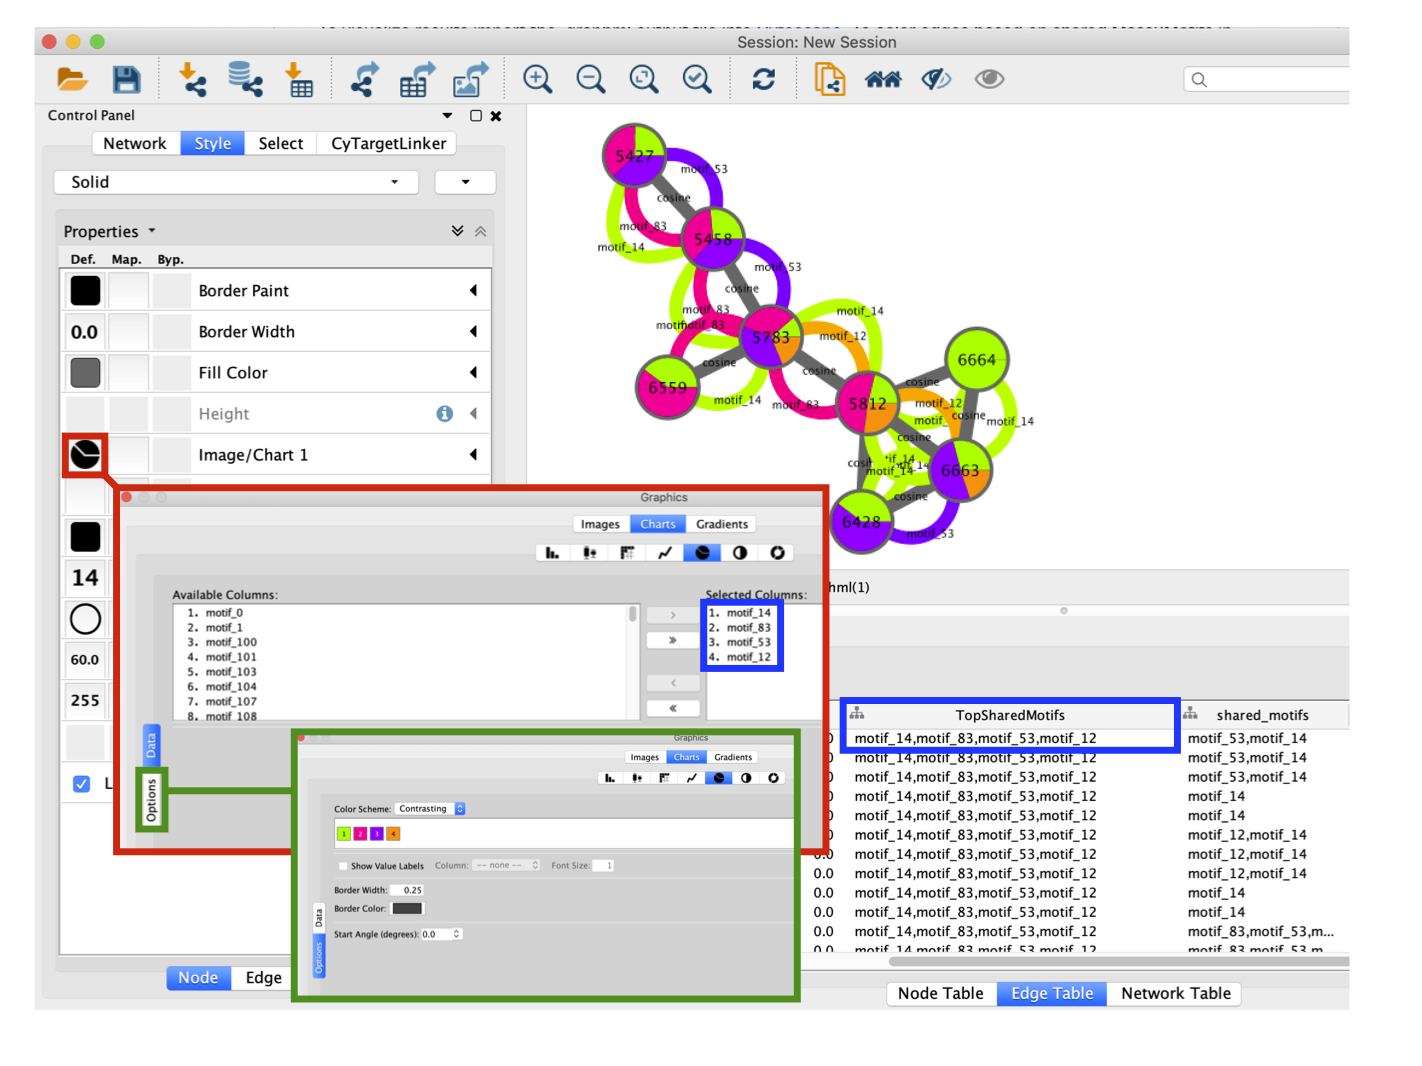 Session: New Session
Control Panel
Network Style Select CyTargetLinker
Solid
Properties
Def. Map. Byp.
Border Paint
0.0 Border Width
Fill Color
Height
Image/Chart 1
14
60.0
255
L
Node Edge
5427
motif_53
cosine
motif_83
motif_14
5458
motif_53
cosine
motif_83
motif_83
5783
motif_14
motif_12
cosine
cosine
6559
motif_14
motif_83
5812
6664
cosine
motif_12
cosine
motif_14
cosine
motif_14
6663
cosine
6428
motif_53
Graphics
Images Charts Gradients
Available Columns:
1. motif_0
2. motif_1
3. motif_100
4. motif_101
5. motif_103
6. motif_104
7. motif_107
8. motif_108
Selected Columns:
1. motif_14
2. motif_83
3. motif_53
4. motif_12
Data
Options
Graphics
Images Charts Gradients
Color Scheme: Contrasting
1 2 3 4
Show Value Labels Column: -- none -- Font Size: 1
Border Width: 0.25
Border Color:
Start Angle (degrees): 0.0
Data
Options
hml(1)
TopSharedMotifs shared_motifs
motif_14,motif_83,motif_53,motif_12 motif_53,motif_14
motif_14,motif_83,motif_53,motif_12 motif_53,motif_14
motif_14,motif_83,motif_53,motif_12 motif_53,motif_14
motif_14,motif_83,motif_53,motif_12 motif_14
motif_14,motif_83,motif_53,motif_12 motif_14
motif_14,motif_83,motif_53,motif_12 motif_12,motif_14
0.0 motif_14,motif_83,motif_53,motif_12 motif_12,motif_14
motif_14,motif_83,motif_53,motif_12 motif_12,motif_14
0.0 motif_14,motif_83,motif_53,motif_12 motif_14
0.0 motif_14,motif_83,motif_53,motif_12 motif_14
0.0 motif_14,motif_83,motif_53,motif_12 motif_83,motif_53,m...
0.0 motif_14,motif_83,motif_53,motif_12 motif_83,motif_53,m
Node Table Edge Table Network Table